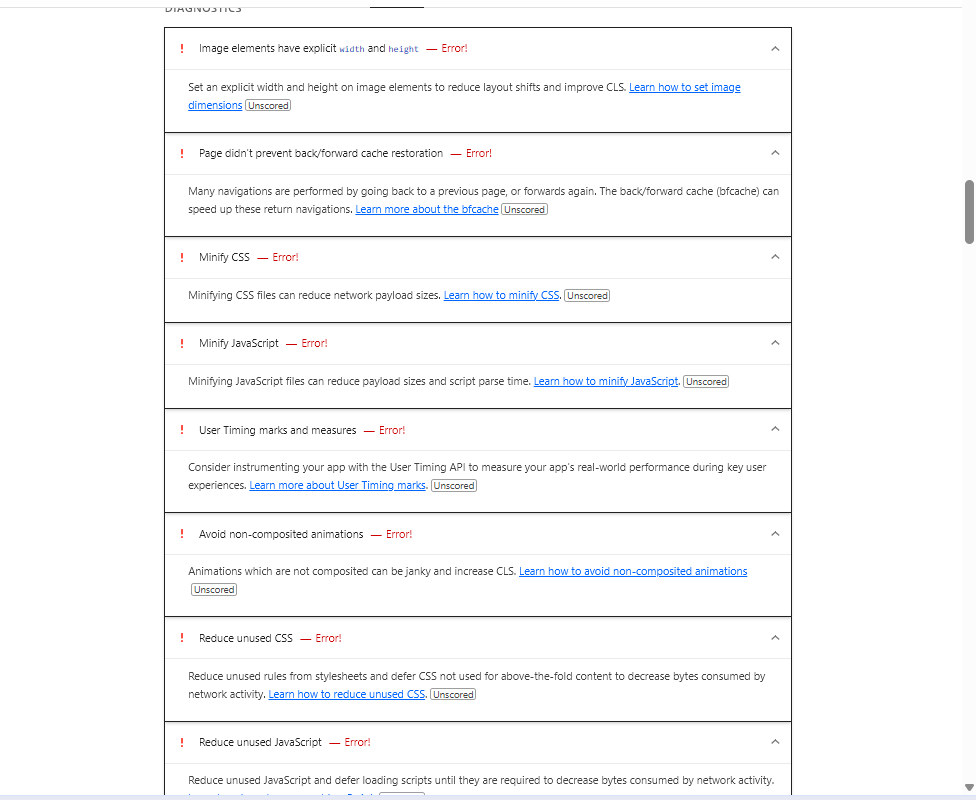 DIAGNOSTICS
! Image elements have explicit width and height — Error!
Set an explicit width and height on image elements to reduce layout shifts and improve CLS. Learn how to set image
dimensions Unscored
! Page didn't prevent back/forward cache restoration — Error!
Many navigations are performed by going back to a previous page, or forwards again. The back/forward cache (bfcache) can
speed up these return navigations. Learn more about the bfcache Unscored
! Minify CSS — Error!
Minifying CSS files can reduce network payload sizes. Learn how to minify CSS. Unscored
! Minify JavaScript — Error!
Minifying JavaScript files can reduce payload sizes and script parse time. Learn how to minify JavaScript. Unscored
! User Timing marks and measures — Error!
Consider instrumenting your app with the User Timing API to measure your app's real-world performance during key user
experiences. Learn more about User Timing marks. Unscored
! Avoid non-composited animations — Error!
Animations which are not composited can be janky and increase CLS. Learn how to avoid non-composited animations
Unscored
! Reduce unused CSS — Error!
Reduce unused rules from stylesheets and defer CSS not used for above-the-fold content to decrease bytes consumed by
network activity. Learn how to reduce unused CSS. Unscored
! Reduce unused JavaScript — Error!
Reduce unused JavaScript and defer loading scripts until they are required to decrease bytes consumed by network activity.